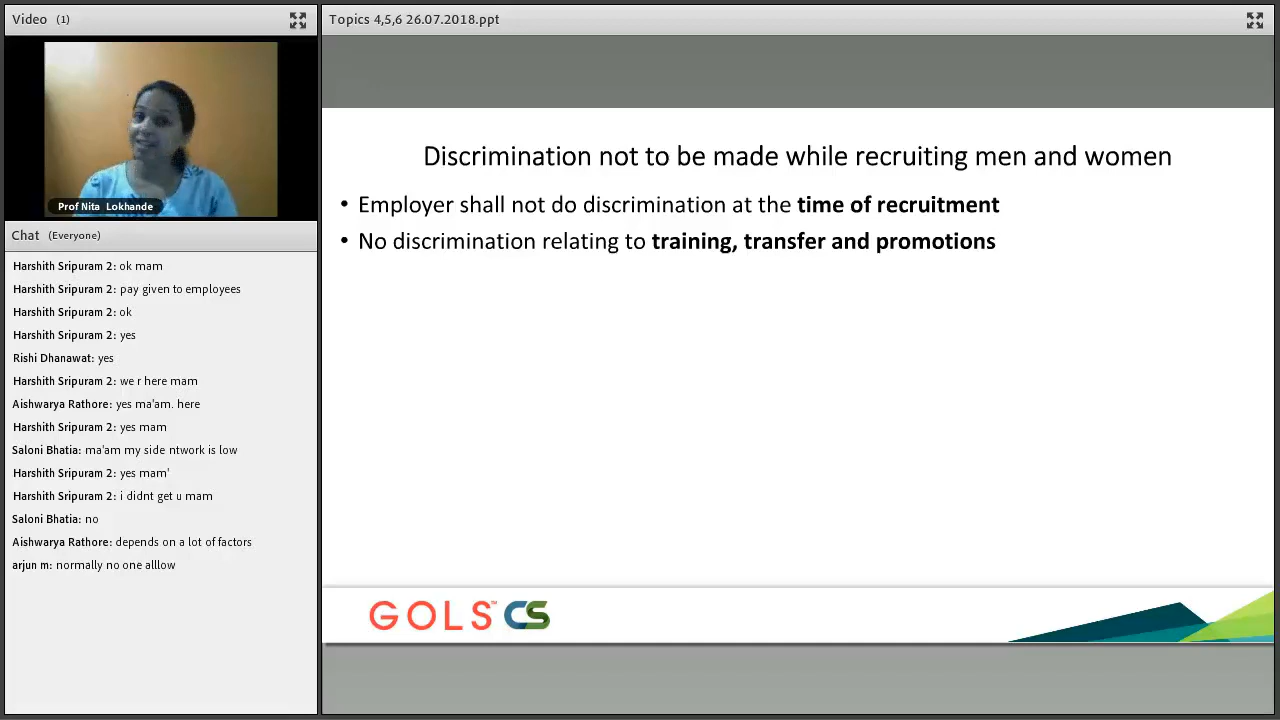 Video (1)
Topics 4,5,6 26.07.2018.ppt
Prof Nita Lokhande
Chat (Everyone)
Harshith Sripuram 2: ok mam
Harshith Sripuram 2: pay given to employees
Harshith Sripuram 2: ok
Harshith Sripuram 2: yes
Rishi Dhanawat: yes
Harshith Sripuram 2: we r here mam
Aishwarya Rathore: yes ma'am. here
Harshith Sripuram 2: yes mam
Saloni Bhatia: ma'am my side ntwork is low
Harshith Sripuram 2: yes mam'
Harshith Sripuram 2: i didnt get u mam
Saloni Bhatia: no
Aishwarya Rathore: depends on a lot of factors
arjun m: normally no one alllow
Discrimination not to be made while recruiting men and women
• Employer shall not do discrimination at the time of recruitment
• No discrimination relating to training, transfer and promotions
GOLS™ CS